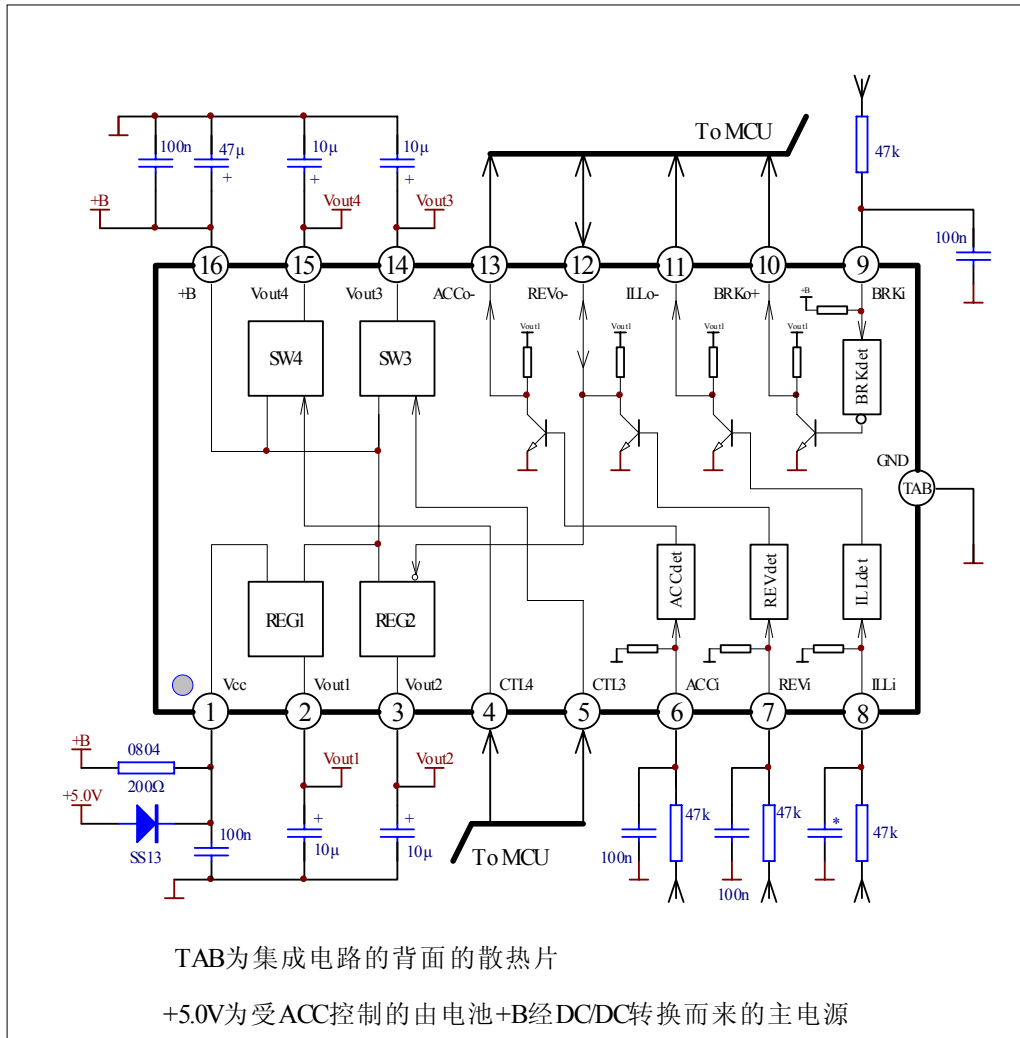 To MCU
47k
100n
47µ
+
10µ
+
10µ
+
+B
Vout4
Vout3
100n
16
15
14
13
12
11
10
9
+B
Vout4
Vout3
ACCo-
REVo-
ILLo-
BRKo+
BRKi
+B
Vout1
Vout1
Vout1
Vout1
SW4
SW3
BRKdet
GND
TAB
ACCdet
REVdet
ILLdet
REG1
REG2
Vcc
Vout1
Vout2
CTL4
CTL3
ACCi
REVi
ILLi
1
2
3
4
5
6
7
8
+B
0804
200Ω
Vout1
Vout2
+5.0V
SS13
100n
+
10µ
+
10µ
To MCU
100n
47k
100n
47k
*
47k
TAB为集成电路的背面的散热片
+5.0V为受ACC控制的由电池+B经DC/DC转换而来的主电源